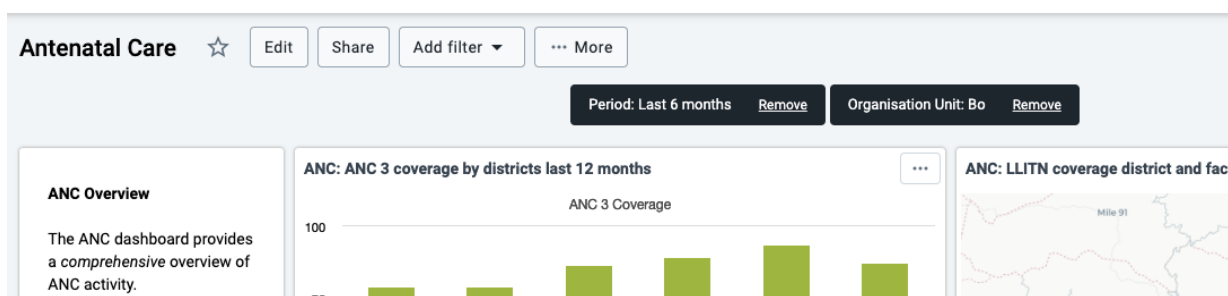 Antenatal Care Edit Share Add filter ••• More
Period: Last 6 months Remove Organisation Unit: Bo Remove
ANC Overview
The ANC dashboard provides
a comprehensive overview of
ANC activity.
ANC: ANC 3 coverage by districts last 12 months •••
ANC 3 Coverage
100
ANC: LLITN coverage district and fac
Mile 91